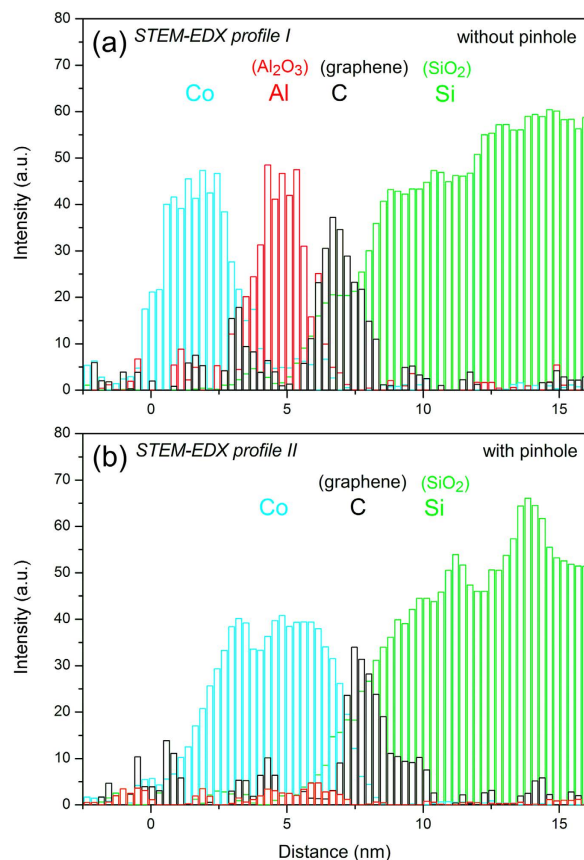 (a) STEM-EDX profile I without pinhole
(Al₂O₃) (graphene) (SiO₂)
Co Al C Si
80
70
60
50
40
30
20
10
0
Intensity (a.u.)
0 5 10 15
(b) STEM-EDX profile II with pinhole
(graphene) (SiO₂)
Co C Si
80
70
60
50
40
30
20
10
0
Intensity (a.u.)
0 5 10 15
Distance (nm)